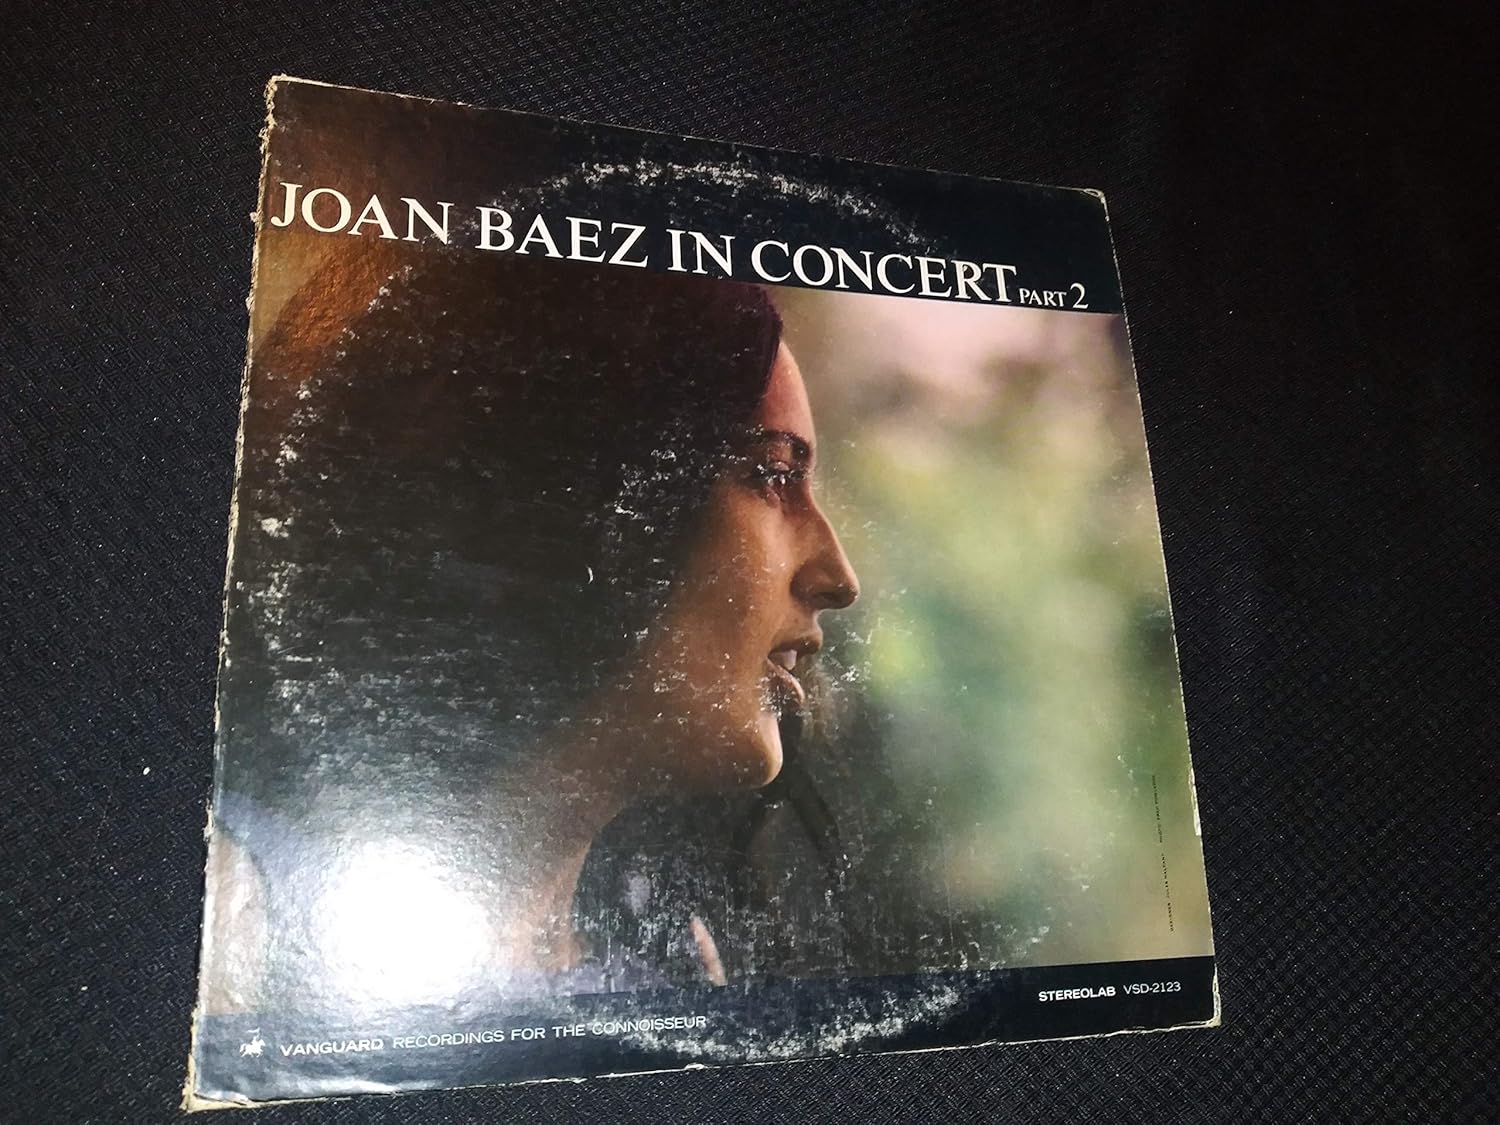 JOAN BAEZ IN CONCERT PART 2
STEREOLAB VSD-2123
VANGUARD RECORDINGS FOR THE CONNOISSEUR